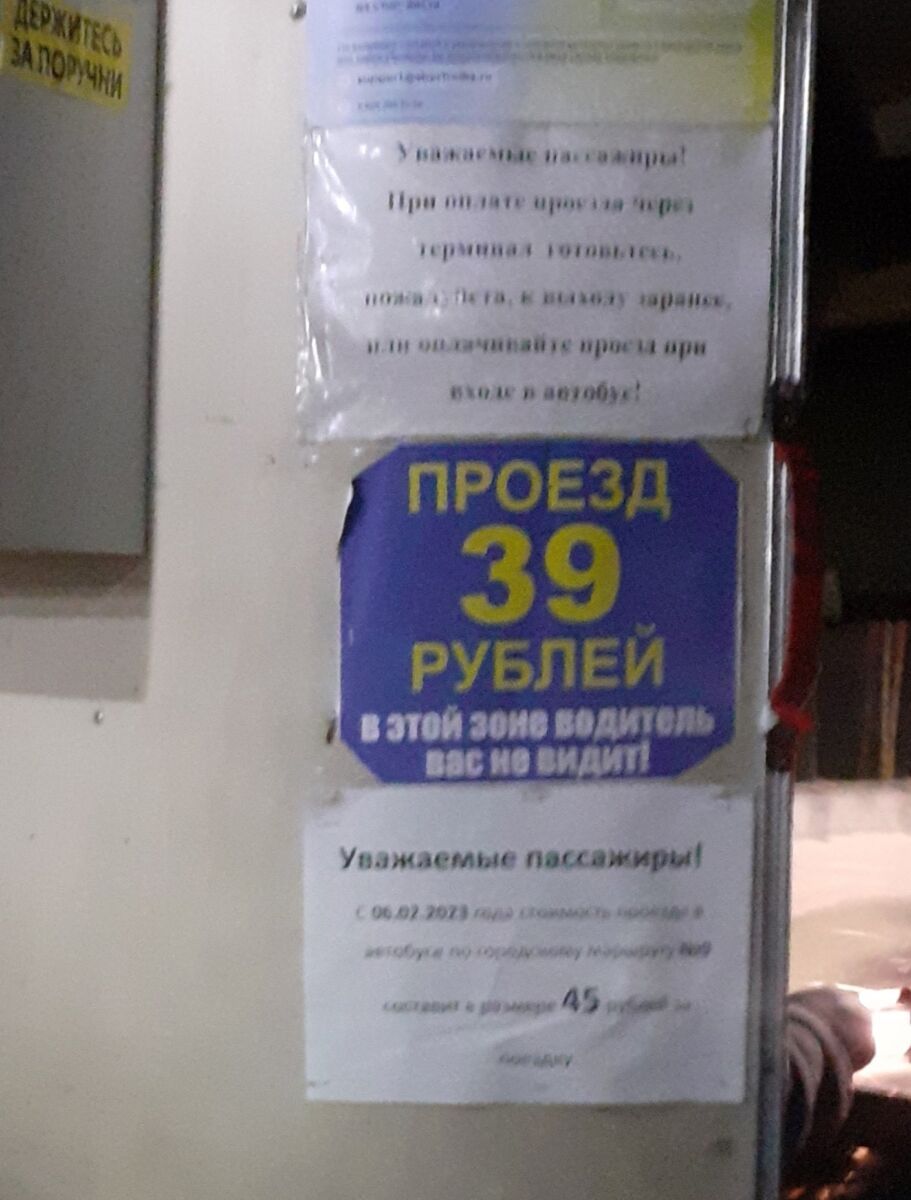 ДЕРЖИТЕСЬ
ЗА ПОРУЧНИ
Уважаемые пассажиры!
При оплате проезда через
терминал готовьтесь,
пожалуйста, к выходу заранее,
или оплачивайте проезд при
входе в автобус!
ПРОЕЗД
39
РУБЛЕЙ
В ЭТОЙ ЗОНЕ ВОДИТЕЛЬ
ВАС НЕ ВИДИТ!
Уважаемые пассажиры!
С 06.02.2023 года стоимость проезда в
автобусе по городскому маршруту №9
составит в размере 45 рублей за
поездку